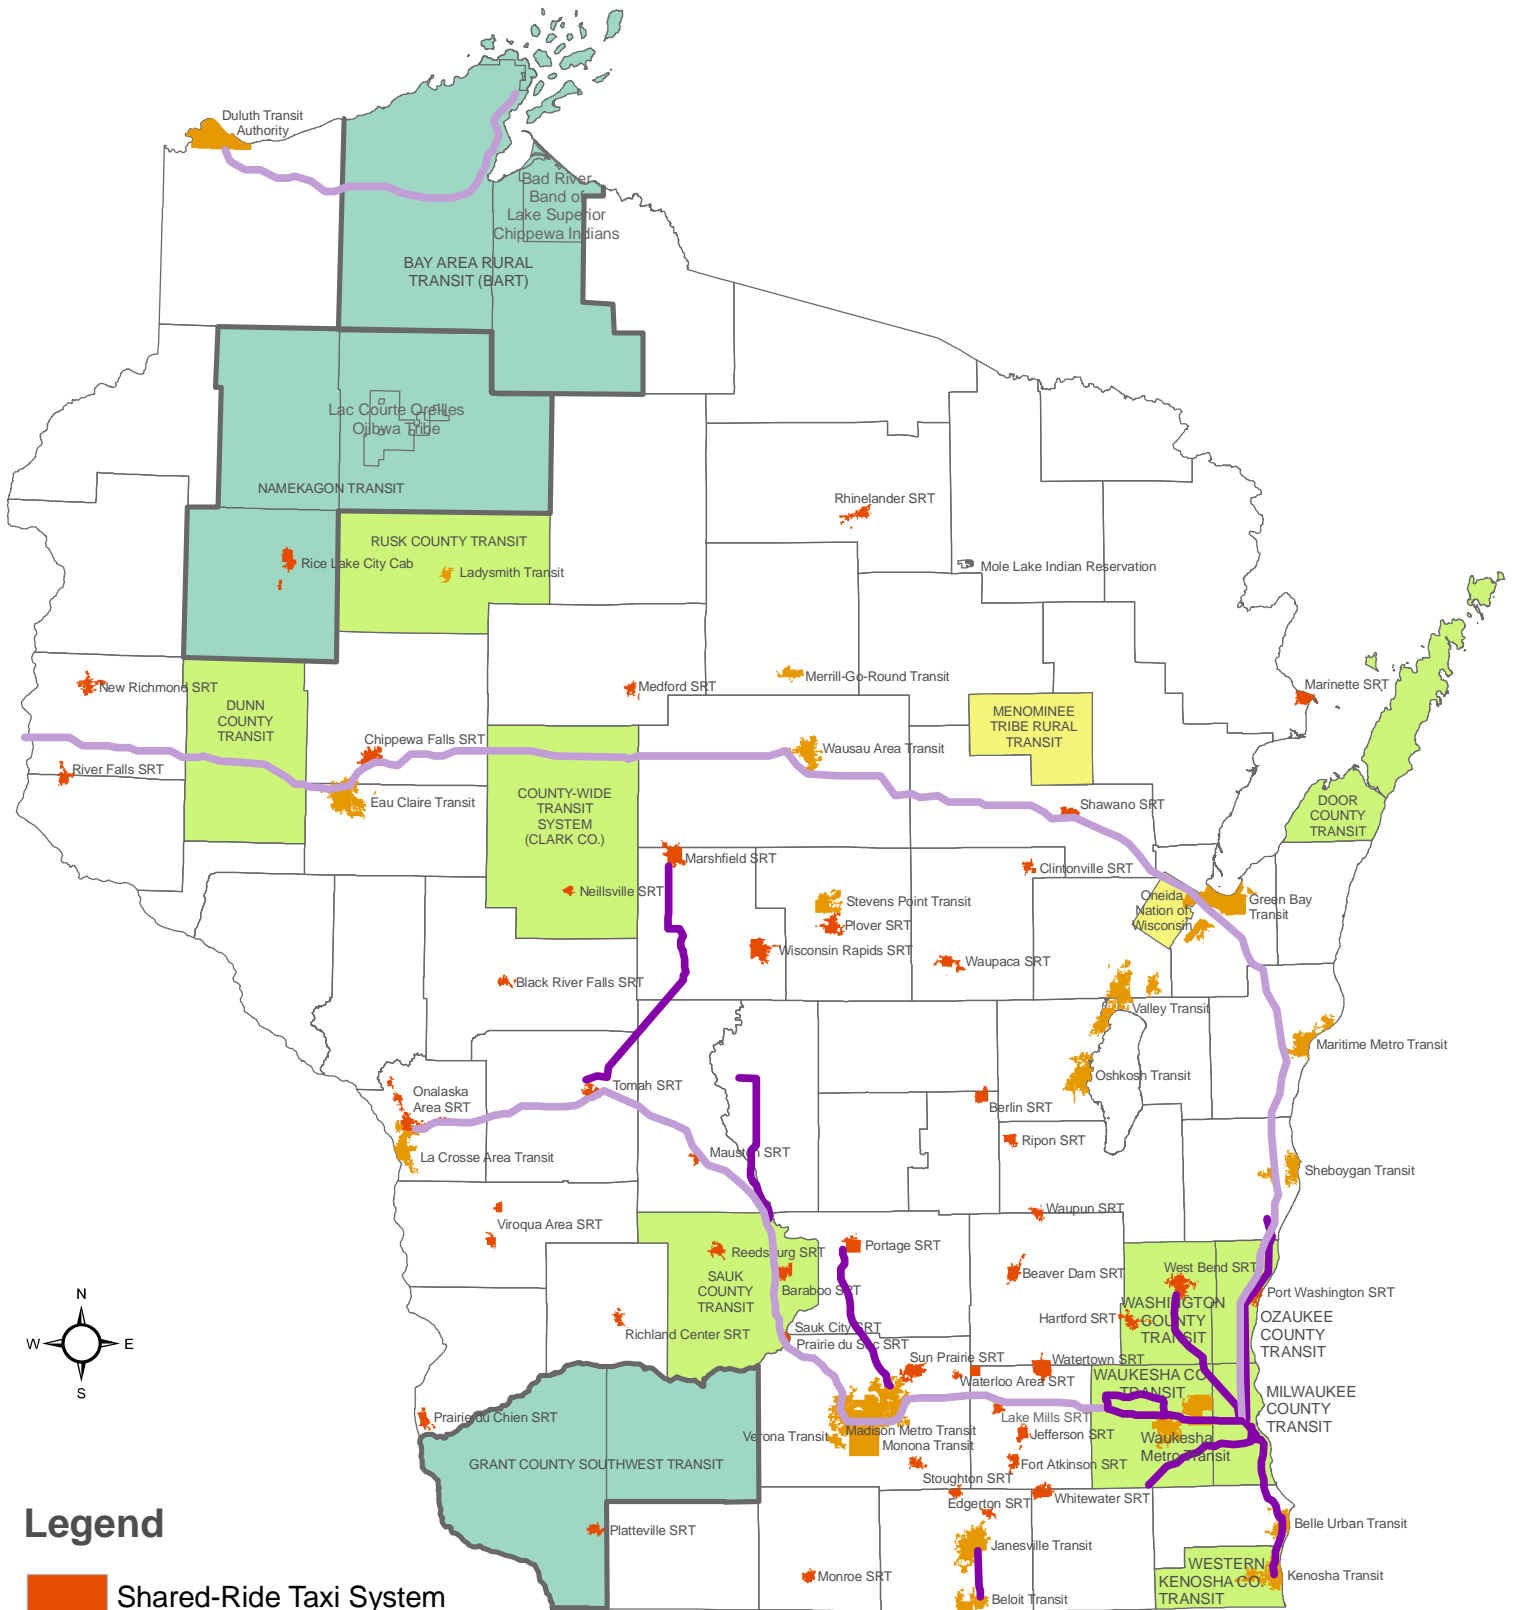 Duluth Transit
Authority
Bad River
Band of
Lake Superior
Chippewa Indians
BAY AREA RURAL
TRANSIT (BART)
Lac Courte Oreilles
Ojibwa Tribe
NAMEKAGON TRANSIT
Rhinelander SRT
RUSK COUNTY TRANSIT
Rice Lake City Cab
Ladysmith Transit
Mole Lake Indian Reservation
New Richmond SRT
Medford SRT
Merrill-Go-Round Transit
Marinette SRT
DUNN
COUNTY
TRANSIT
MENOMINEE
TRIBE RURAL
TRANSIT
Chippewa Falls SRT
Wausau Area Transit
River Falls SRT
Eau Claire Transit
COUNTY-WIDE
TRANSIT
SYSTEM
(CLARK CO.)
Shawano SRT
DOOR
COUNTY
TRANSIT
Marshfield SRT
Clintonville SRT
Neillsville SRT
Stevens Point Transit
Plover SRT
Oneida
Nation of
Wisconsin
Green Bay
Transit
Wisconsin Rapids SRT
Waupaca SRT
Black River Falls SRT
Valley Transit
Maritime Metro Transit
Oshkosh Transit
Tomah SRT
Onalaska
Area SRT
Berlin SRT
Ripon SRT
La Crosse Area Transit
Mauston SRT
Sheboygan Transit
Viroqua Area SRT
Waupun SRT
Reedsburg SRT
Portage SRT
SAUK
COUNTY
TRANSIT
Baraboo SRT
Beaver Dam SRT
West Bend SRT
Port Washington SRT
Hartford SRT
WASHINGTON
COUNTY
TRANSIT
OZAUKEE
COUNTY
TRANSIT
N
W
E
S
Richland Center SRT
Sauk City SRT
Prairie du Sac SRT
Sun Prairie SRT
Watertown SRT
Waterloo Area SRT
WAUKESHA CO.
TRANSIT
MILWAUKEE
COUNTY
TRANSIT
Prairie du Chien SRT
Lake Mills SRT
Verona Transit
Madison Metro Transit
Monona Transit
Jefferson SRT
Waukesha
Metro Transit
GRANT COUNTY SOUTHWEST TRANSIT
Fort Atkinson SRT
Stoughton SRT
Edgerton SRT
Whitewater SRT
Legend
Platteville SRT
Belle Urban Transit
Janesville Transit
WESTERN
KENOSHA CO.
TRANSIT
Kenosha Transit
Monroe SRT
Beloit Transit
Shared-Ride Taxi System